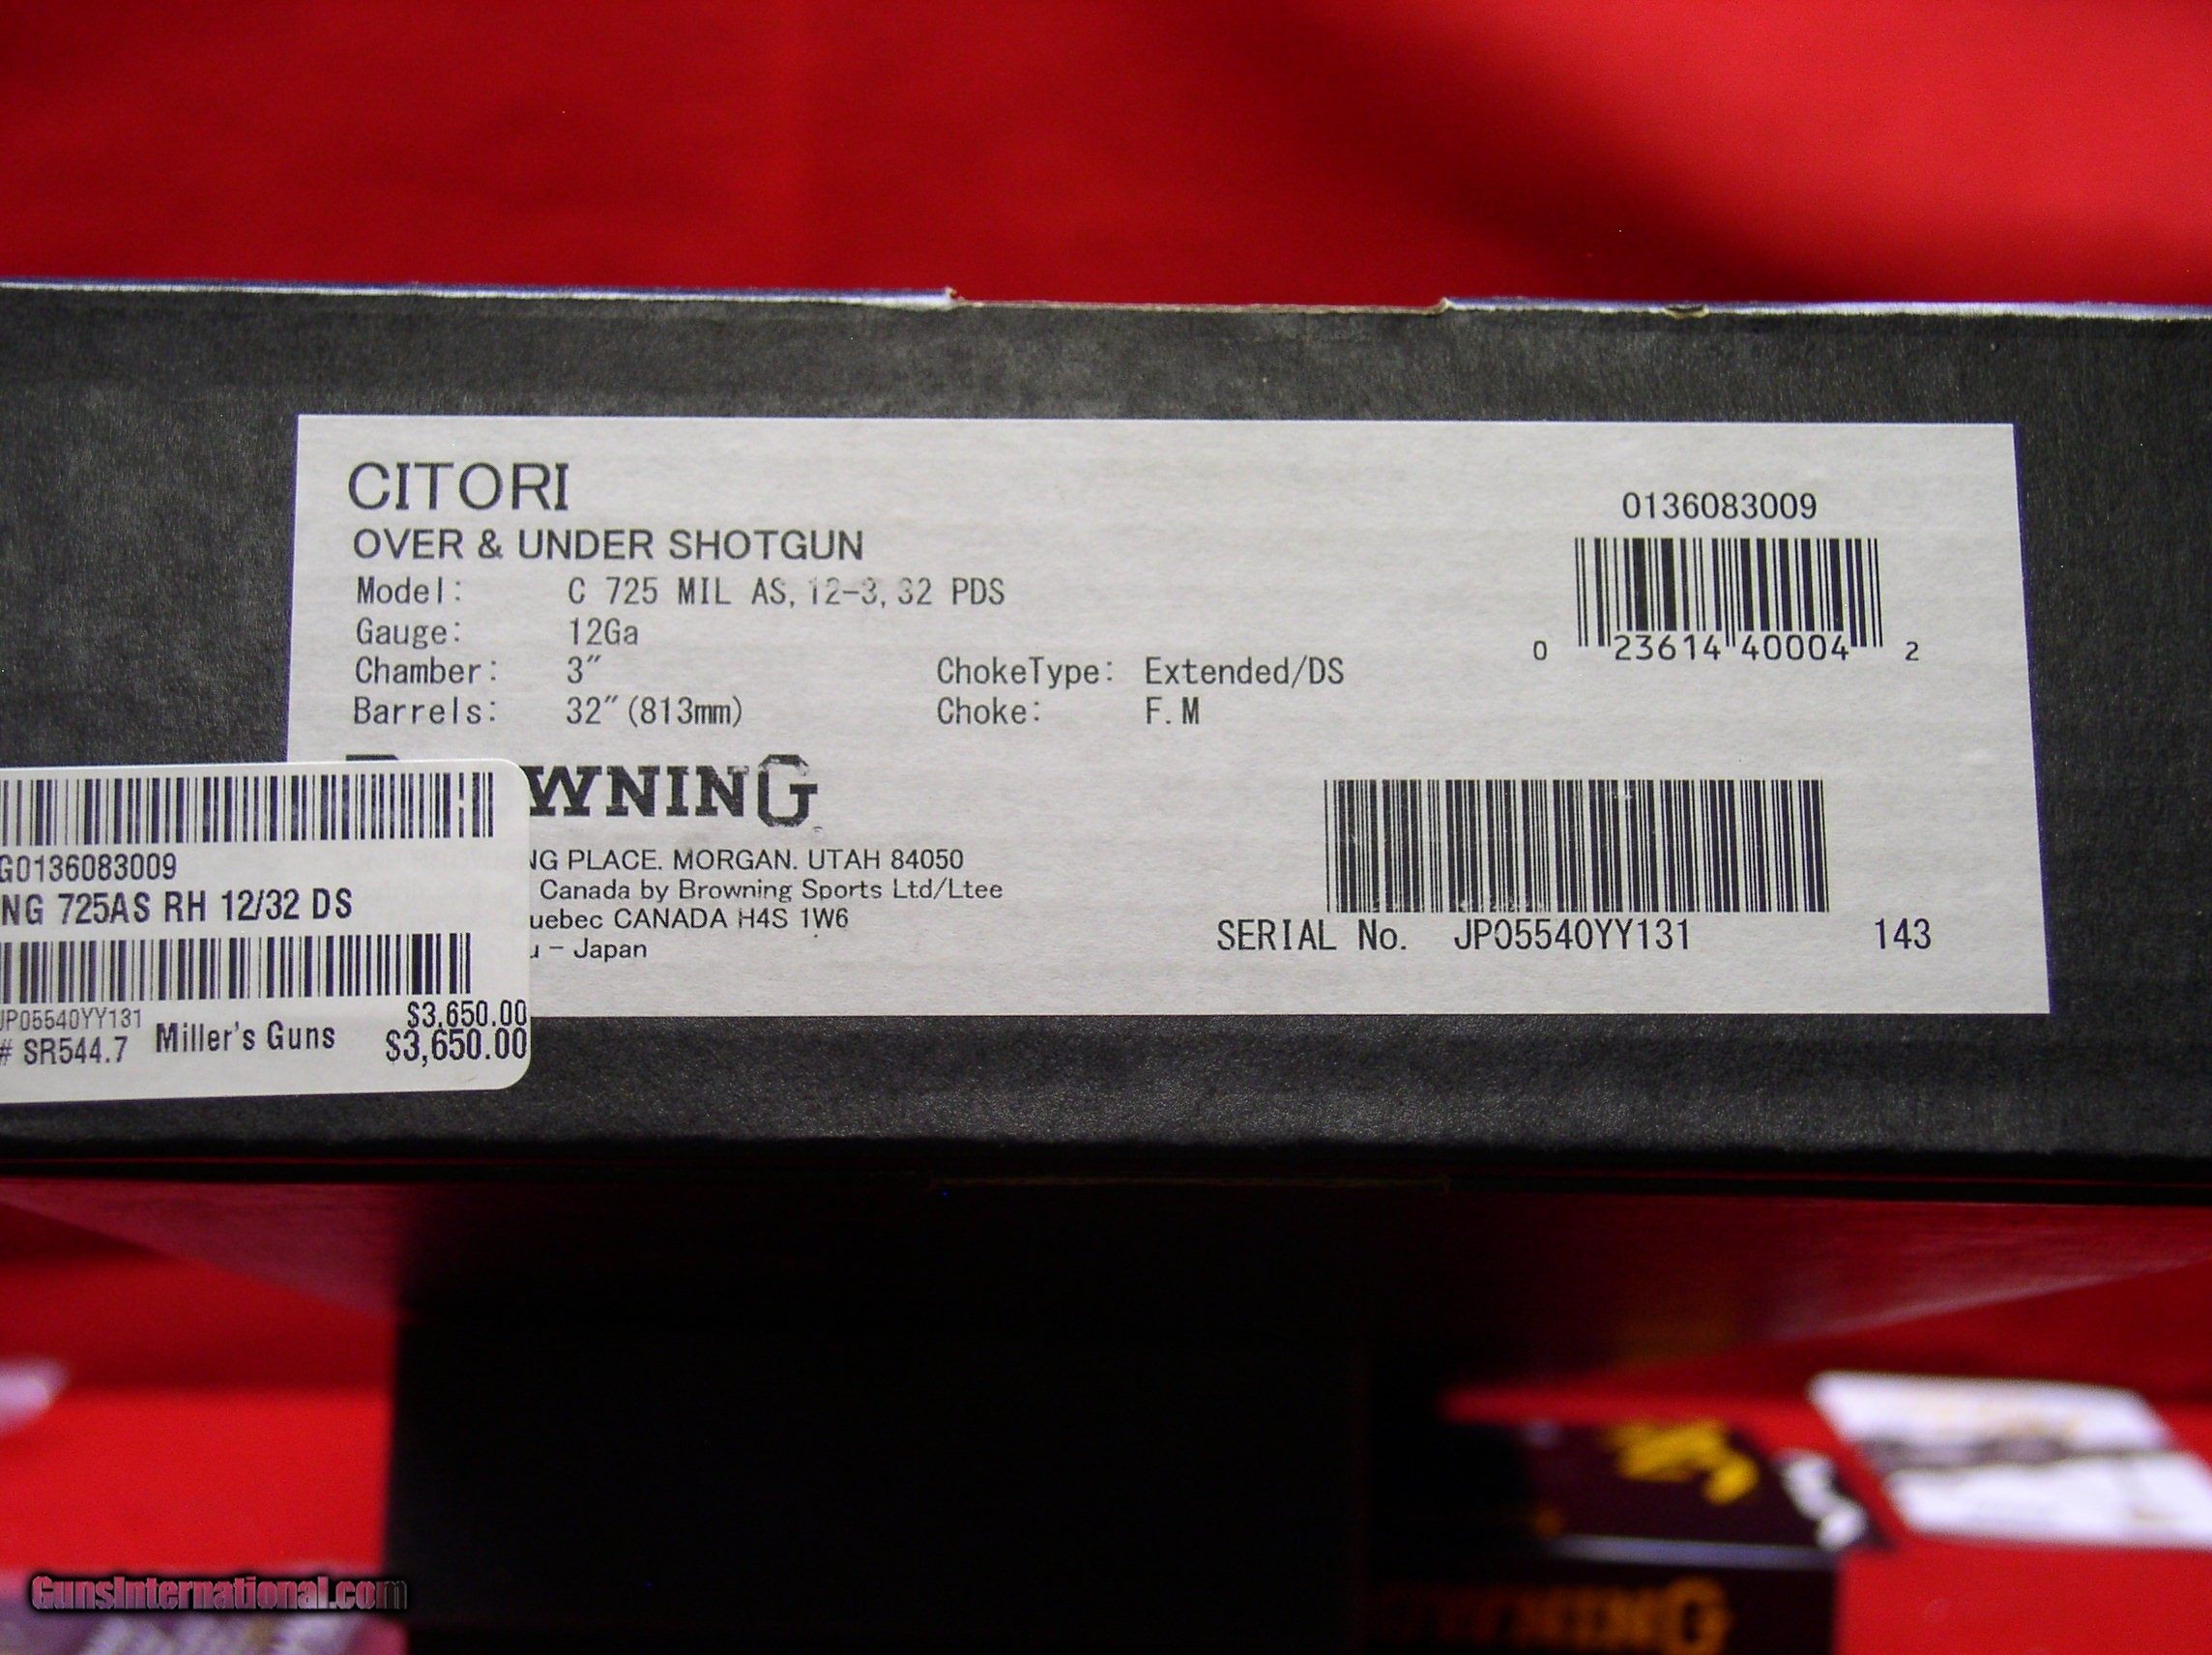 CITORI
OVER & UNDER SHOTGUN
Model: C 725 MIL AS, 12-3, 32 PDS
Gauge: 12Ga
Chamber: 3" ChokeType: Extended/DS
Barrels: 32"(813mm) Choke: F.M
0136083009
0 23614 40004 2
WNING
NG PLACE. MORGAN. UTAH 84050
Canada by Browning Sports Ltd/Ltee
uebec CANADA H4S 1W6
u - Japan
SERIAL No. JP05540YY131 143
G0136083009
NG 725AS RH 12/32 DS
JP05540YY131
# SR544.7 Miller's Guns
$3,650.00
$3,650.00
GunsInternational.com